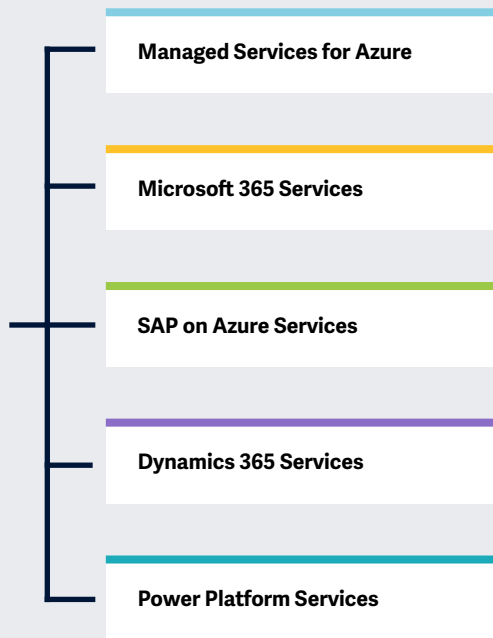 Managed Services for Azure
Microsoft 365 Services
SAP on Azure Services
Dynamics 365 Services
Power Platform Services